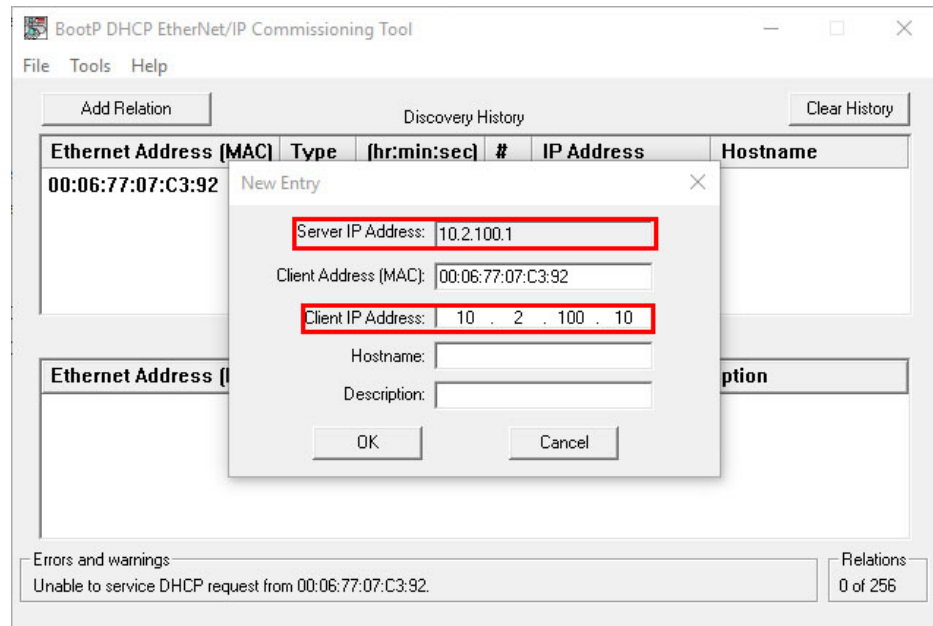 BootP DHCP EtherNet/IP Commissioning Tool
File Tools Help
Add Relation
Discovery History
Clear History
Ethernet Address (MAC) Type (hr:min:sec) # IP Address Hostname
00:06:77:07:C3:92
New Entry
Server IP Address: 10.2.100.1
Client Address (MAC): 00:06:77:07:C3:92
Client IP Address: 10 . 2 . 100 . 10
Hostname:
Description:
OK Cancel
Ethernet Address ption
Errors and warnings
Unable to service DHCP request from 00:06:77:07:C3:92.
Relations
0 of 256